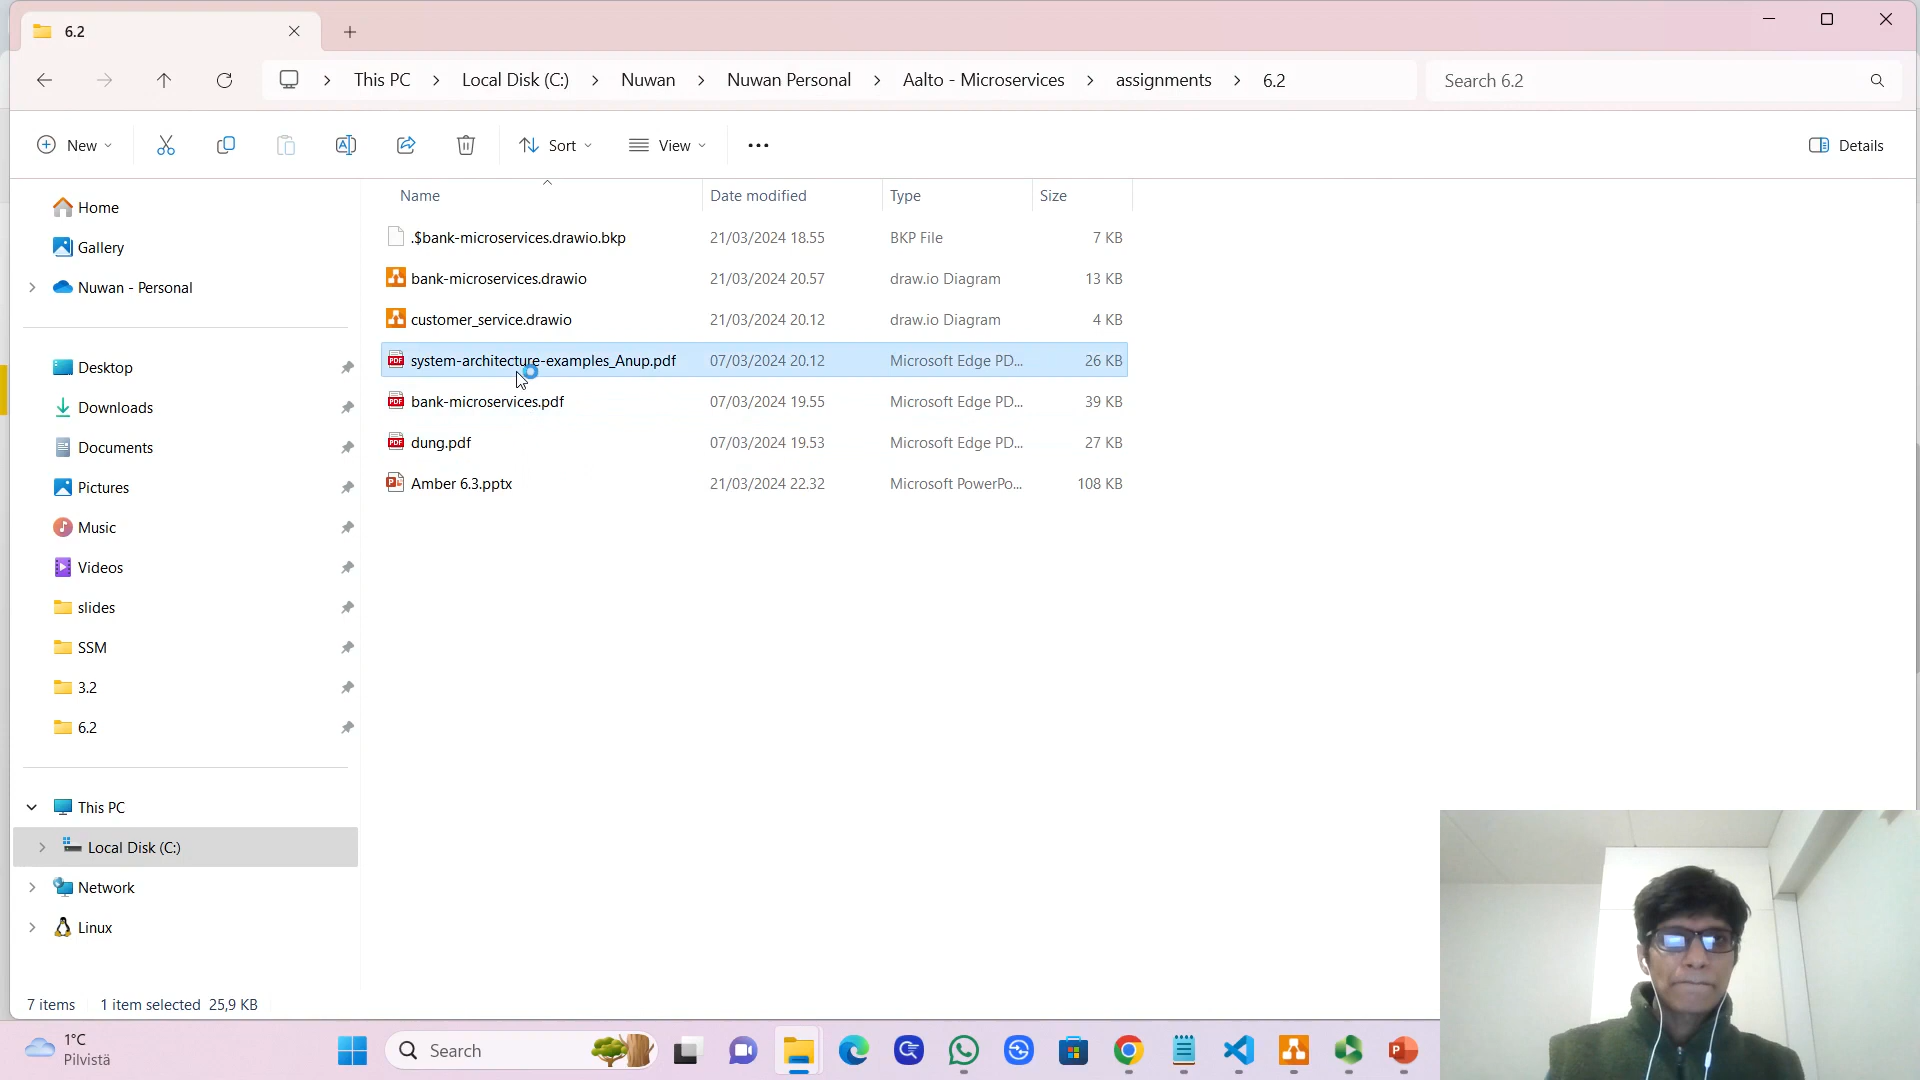 6.2
This PC
Local Disk (C:)
Nuwan
Nuwan Personal
Aalto - Microservices
assignments
6.2
Search 6.2
New
Sort
View
Details
Home
Gallery
Nuwan - Personal
Desktop
Downloads
Documents
Pictures
Music
Videos
slides
SSM
3.2
6.2
This PC
Local Disk (C:)
Network
Linux
Name Date modified Type Size
.$bank-microservices.drawio.bkp 21/03/2024 18.55 BKP File 7 KB
bank-microservices.drawio 21/03/2024 20.57 draw.io Diagram 13 KB
customer_service.drawio 21/03/2024 20.12 draw.io Diagram 4 KB
system-architecture-examples_Anup.pdf 07/03/2024 20.12 Microsoft Edge PD... 26 KB
bank-microservices.pdf 07/03/2024 19.55 Microsoft Edge PD... 39 KB
dung.pdf 07/03/2024 19.53 Microsoft Edge PD... 27 KB
Amber 6.3.pptx 21/03/2024 22.32 Microsoft PowerPo... 108 KB
7 items 1 item selected 25,9 KB
1°C
Pilvistä
Search